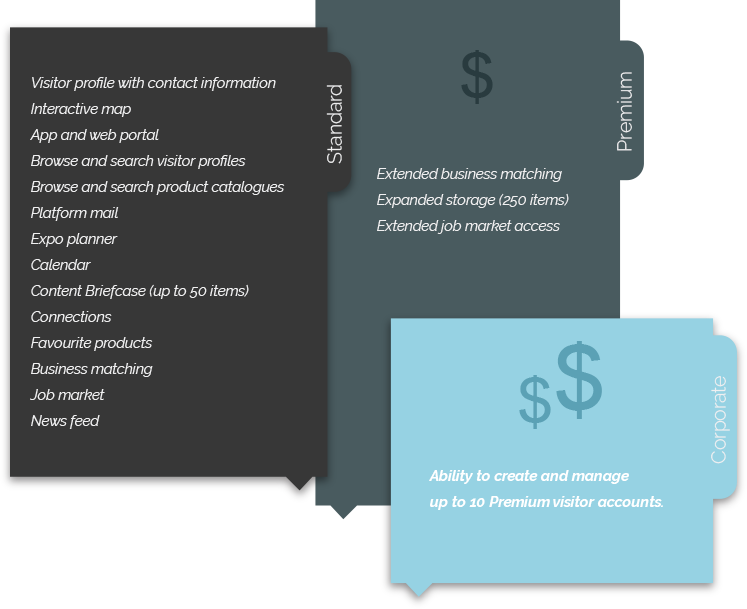 Visitor profile with contact information
Interactive map
App and web portal
Browse and search visitor profiles
Browse and search product catalogues
Platform mail
Expo planner
Calendar
Content Briefcase (up to 50 items)
Connections
Favourite products
Business matching
Job market
News feed
Standard
$
Extended business matching
Expanded storage (250 items)
Extended job market access
Premium
$ $
Ability to create and manage
up to 10 Premium visitor accounts.
Corporate